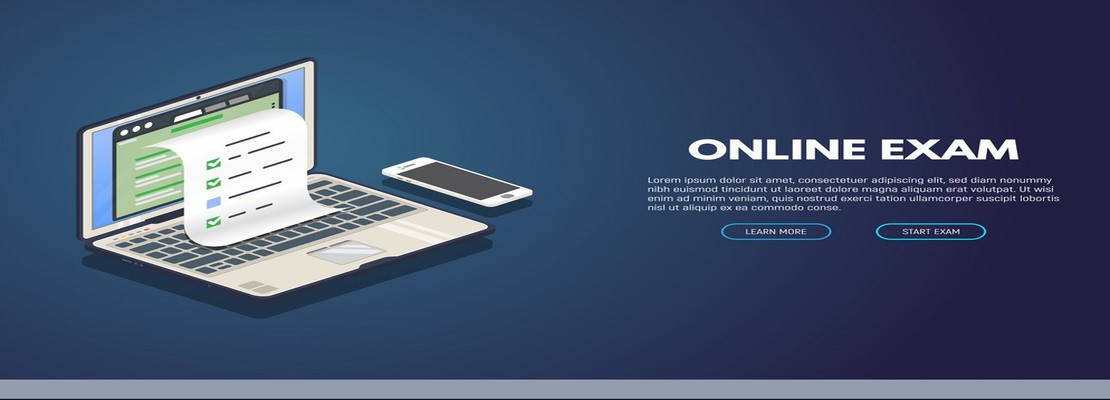 ONLINE EXAM
Lorem ipsum dolor sit amet, consectetuer adipiscing elit, sed diam nonummy
nibh euismod tincidunt ut laoreet dolore magna aliquam erat volutpat. Ut wisi
enim ad minim veniam, quis nostrud exerci tation ullamcorper suscipit lobortis
nisl ut aliquip ex ea commodo conse.
LEARN MORE
START EXAM